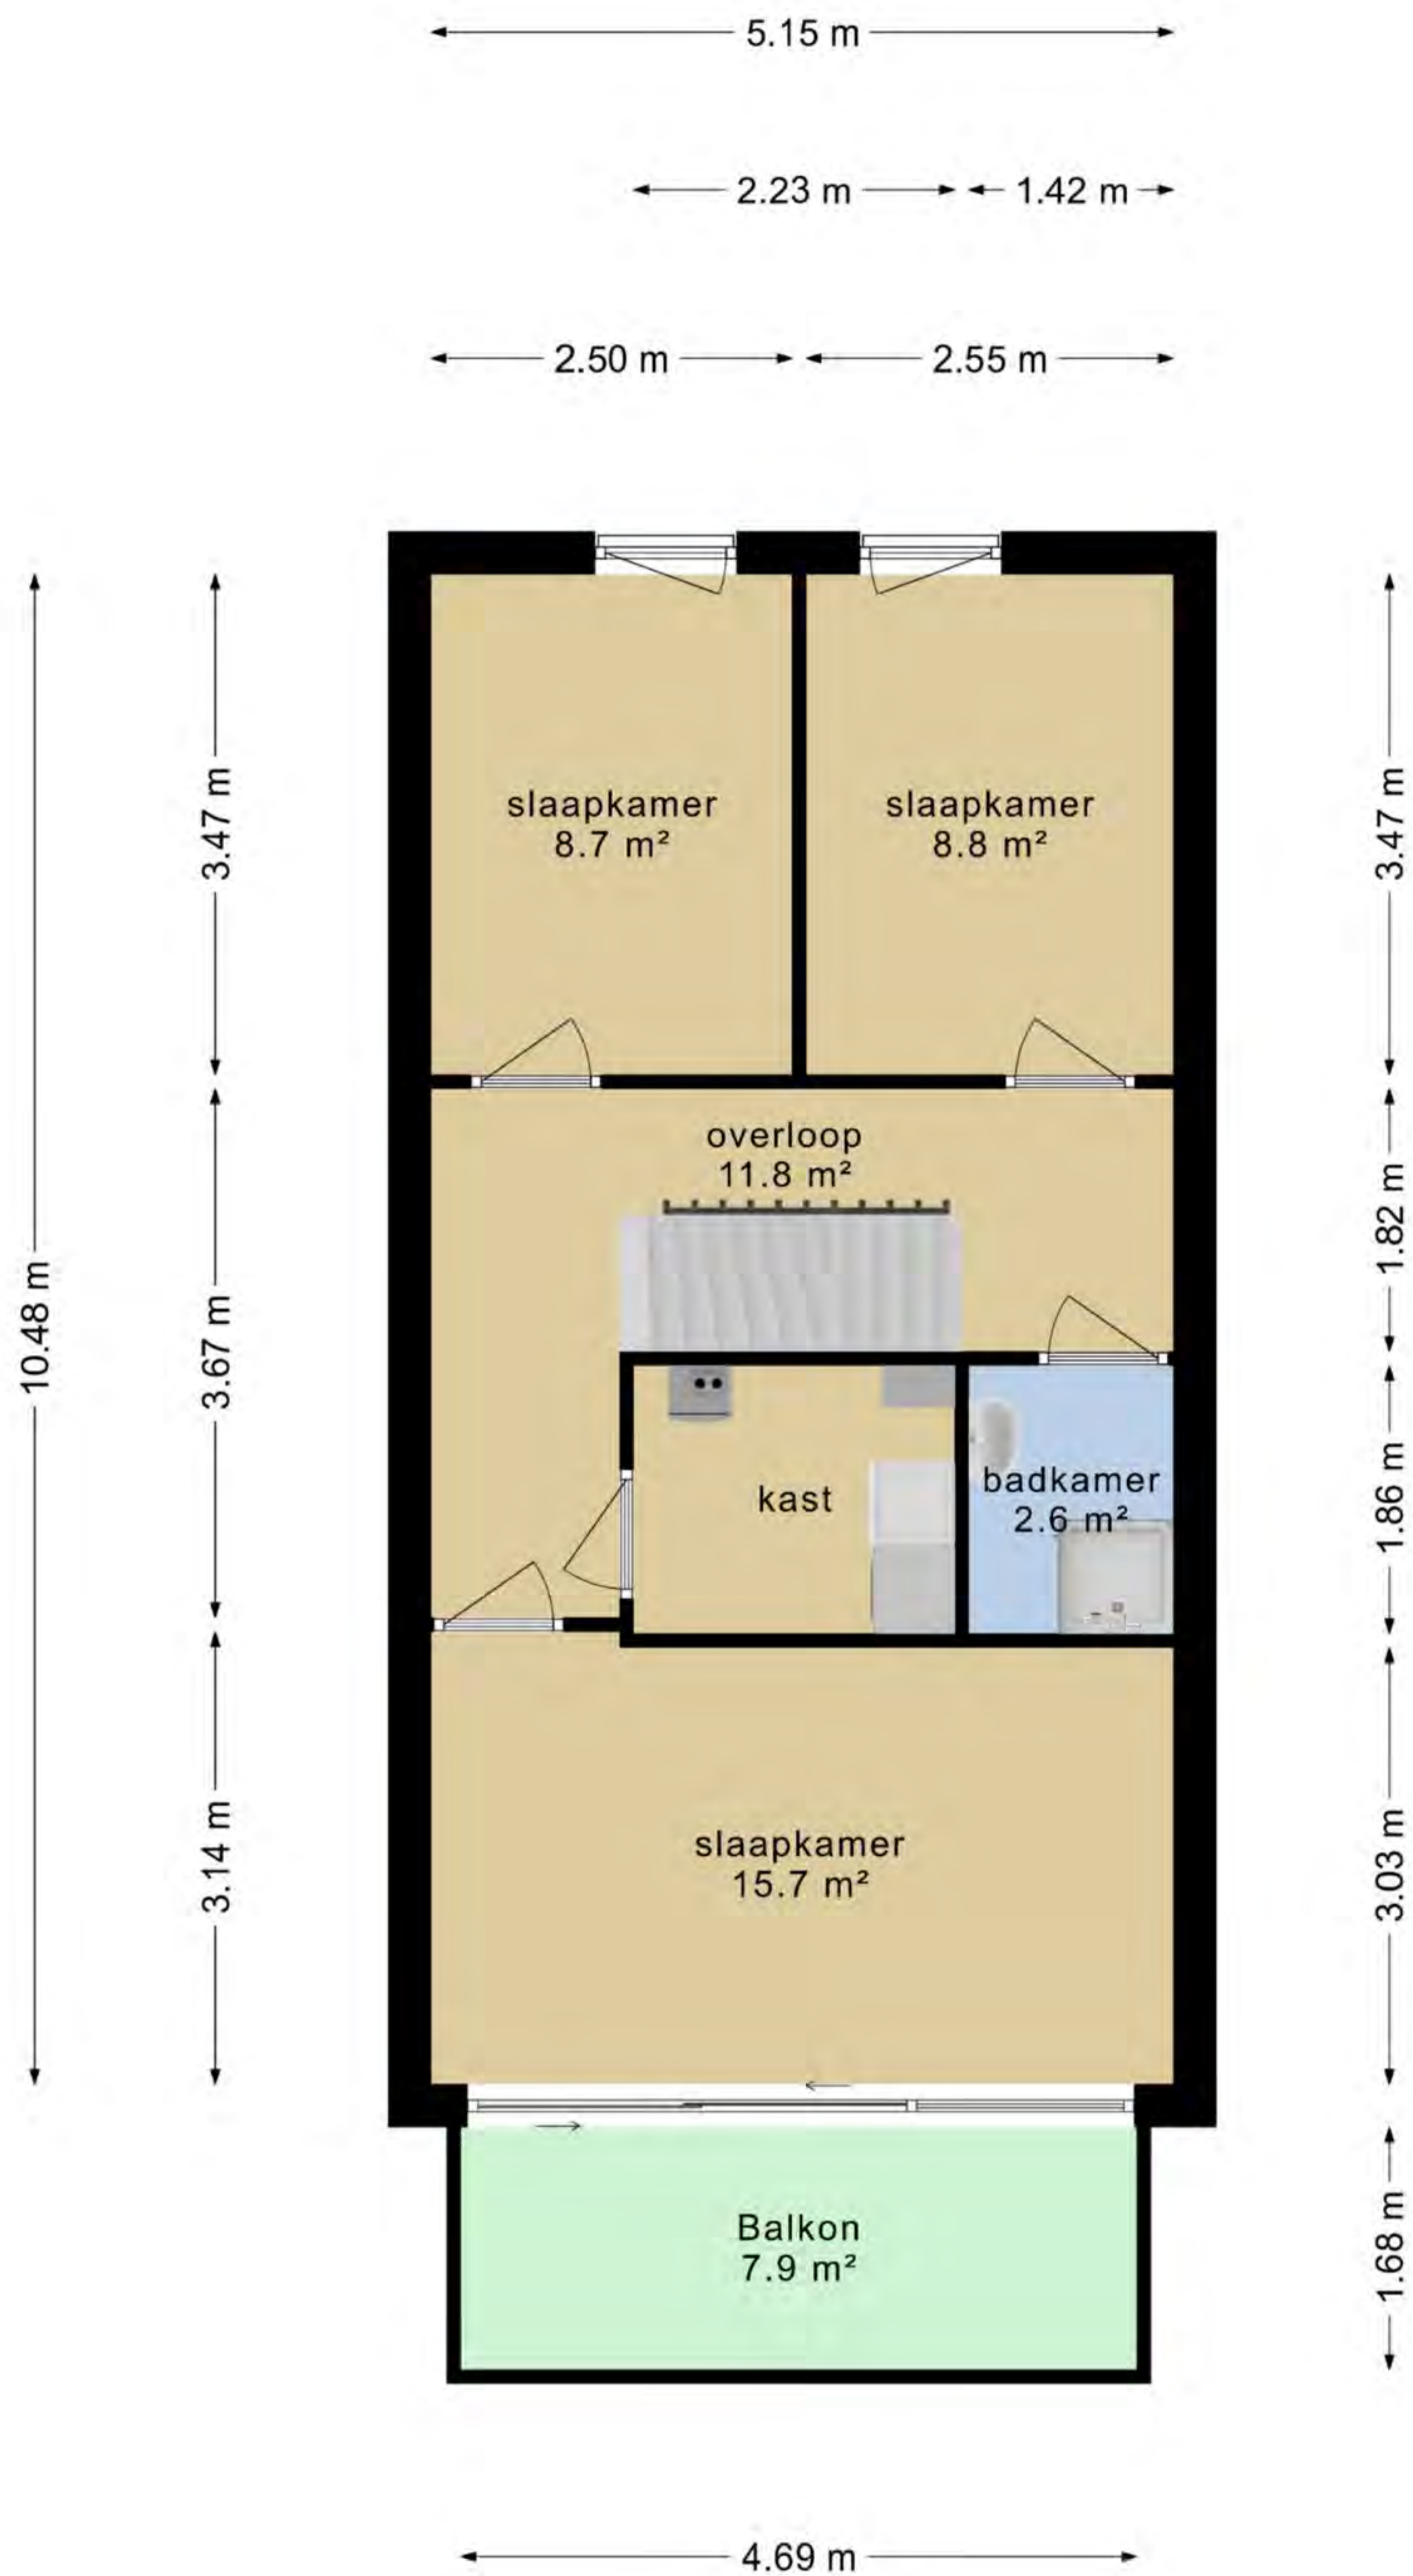 5.15 m
2.23 m
1.42 m
2.50 m
2.55 m
slaapkamer
8.7 m²
slaapkamer
8.8 m²
3.47 m
3.47 m
overloop
11.8 m²
1.82 m
10.48 m
3.67 m
kast
badkamer
2.6 m²
1.86 m
slaapkamer
15.7 m²
3.14 m
3.03 m
Balkon
7.9 m²
1.68 m
4.69 m